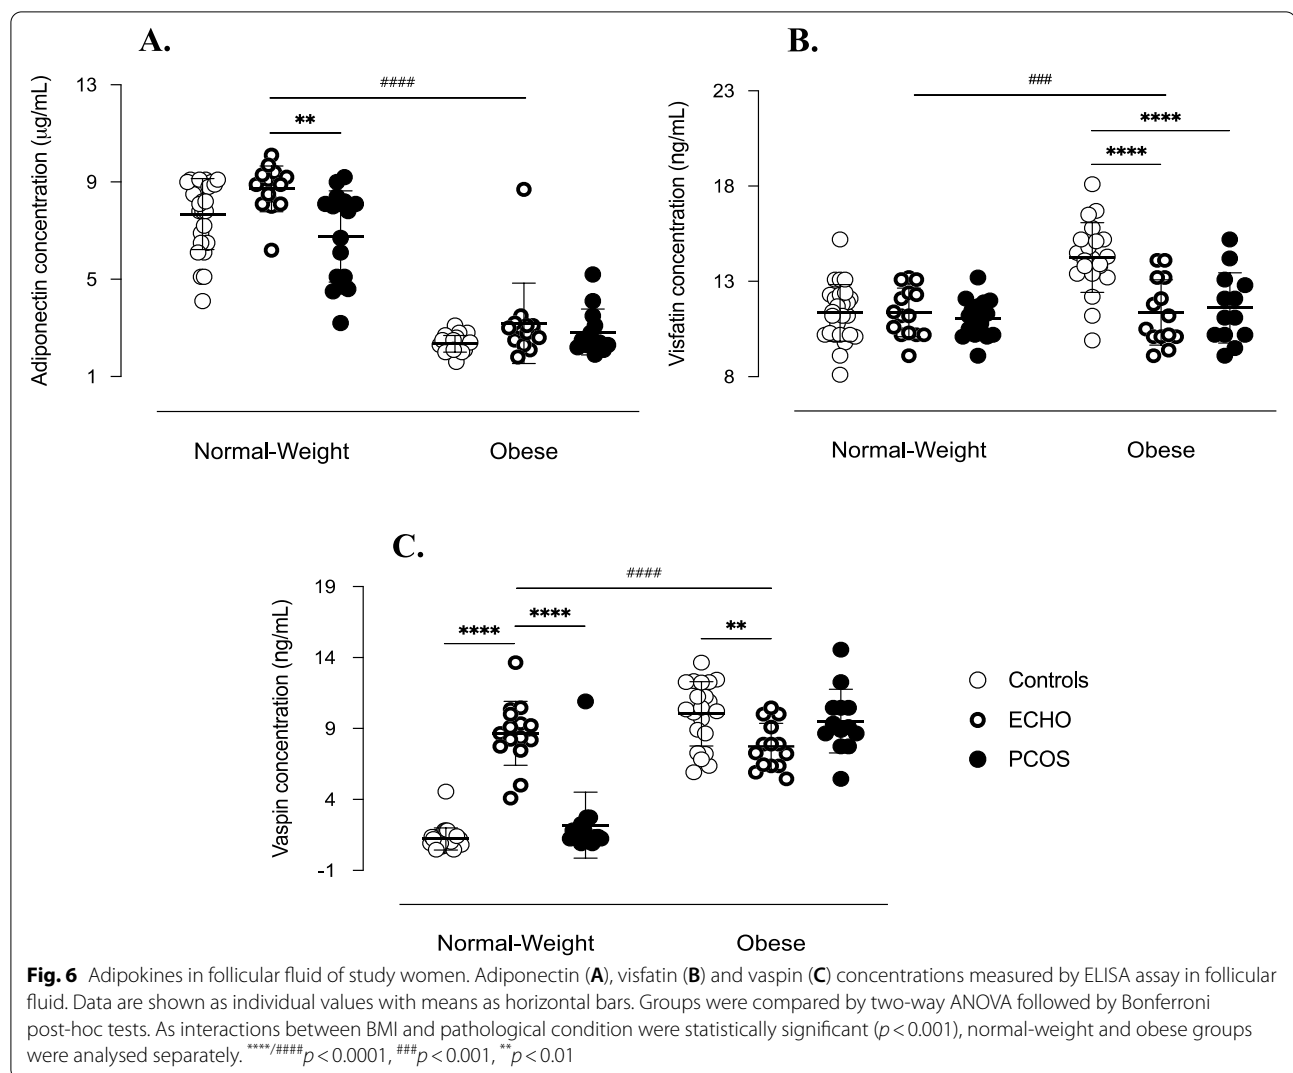 A.
Adiponectin concentration (µg/mL)
13
9
5
1
####
**
Normal-Weight
Obese
B.
Visfatin concentration (ng/mL)
23
18
13
8
###
****
****
Normal-Weight
Obese
C.
Vaspin concentration (ng/mL)
19
14
9
4
-1
####
****
****
**
Normal-Weight
Obese
Controls
ECHO
PCOS
Fig. 6 Adipokines in follicular fluid of study women. Adiponectin (A), visfatin (B) and vaspin (C) concentrations measured by ELISA assay in follicular
fluid. Data are shown as individual values with means as horizontal bars. Groups were compared by two-way ANOVA followed by Bonferroni
post-hoc tests. As interactions between BMI and pathological condition were statistically significant (p < 0.001), normal-weight and obese groups
were analysed separately. ****/####p < 0.0001, ###p < 0.001, **p < 0.01